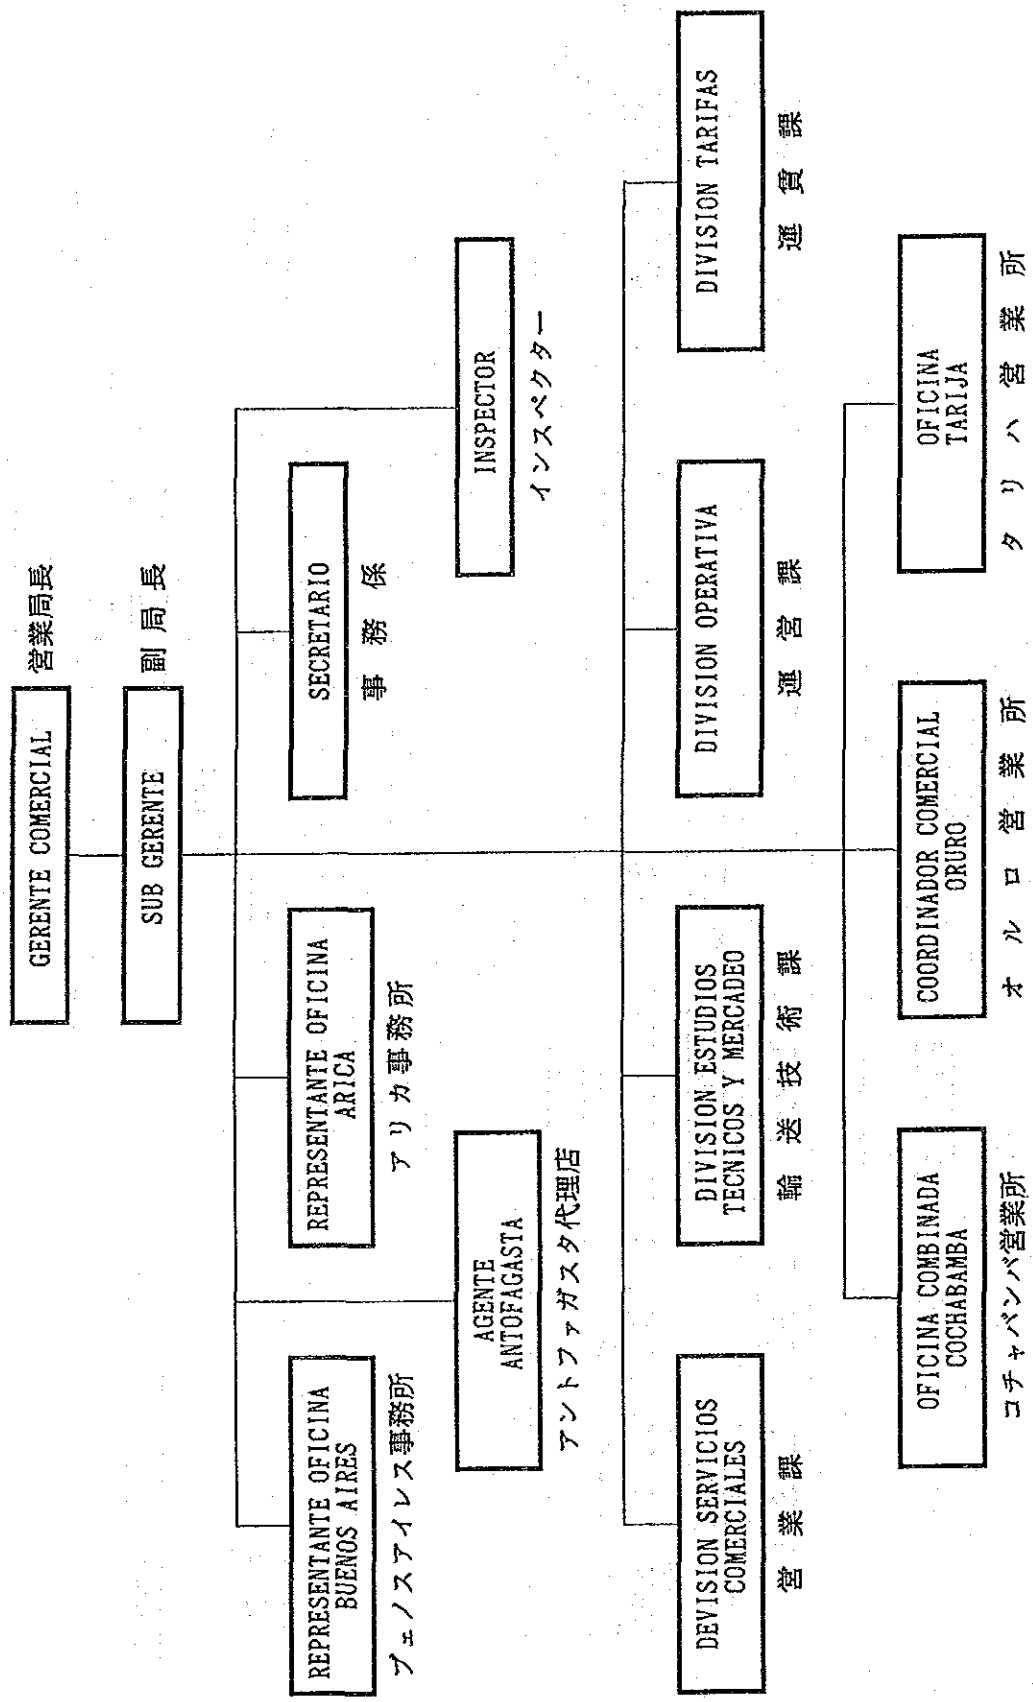 GERENTE COMERCIAL
営業局長
SUB GERENTE
副局長
REPRESENTANTE OFICINA
BUENOS AIRES
ブェノスアイレス事務所
REPRESENTANTE OFICINA
ARICA
アリカ事務所
SECRETARIO
事務係
AGENTE
ANTOFAGASTA
アントファガスタ代理店
INSPECTOR
インスペクター
DEVISION SERVICIOS
COMERCIALES
営業課
DIVISION ESTUDIOS
TECNICOS Y MERCADEO
輸送技術課
DIVISION OPERATIVA
運営課
DIVISION TARIFAS
運賃課
OFICINA COMBINADA
COCHABAMBA
コチャバンバ営業所
COORDINADOR COMERCIAL
ORURO
オルロ営業所
OFICINA
TARIJA
タリハ営業所